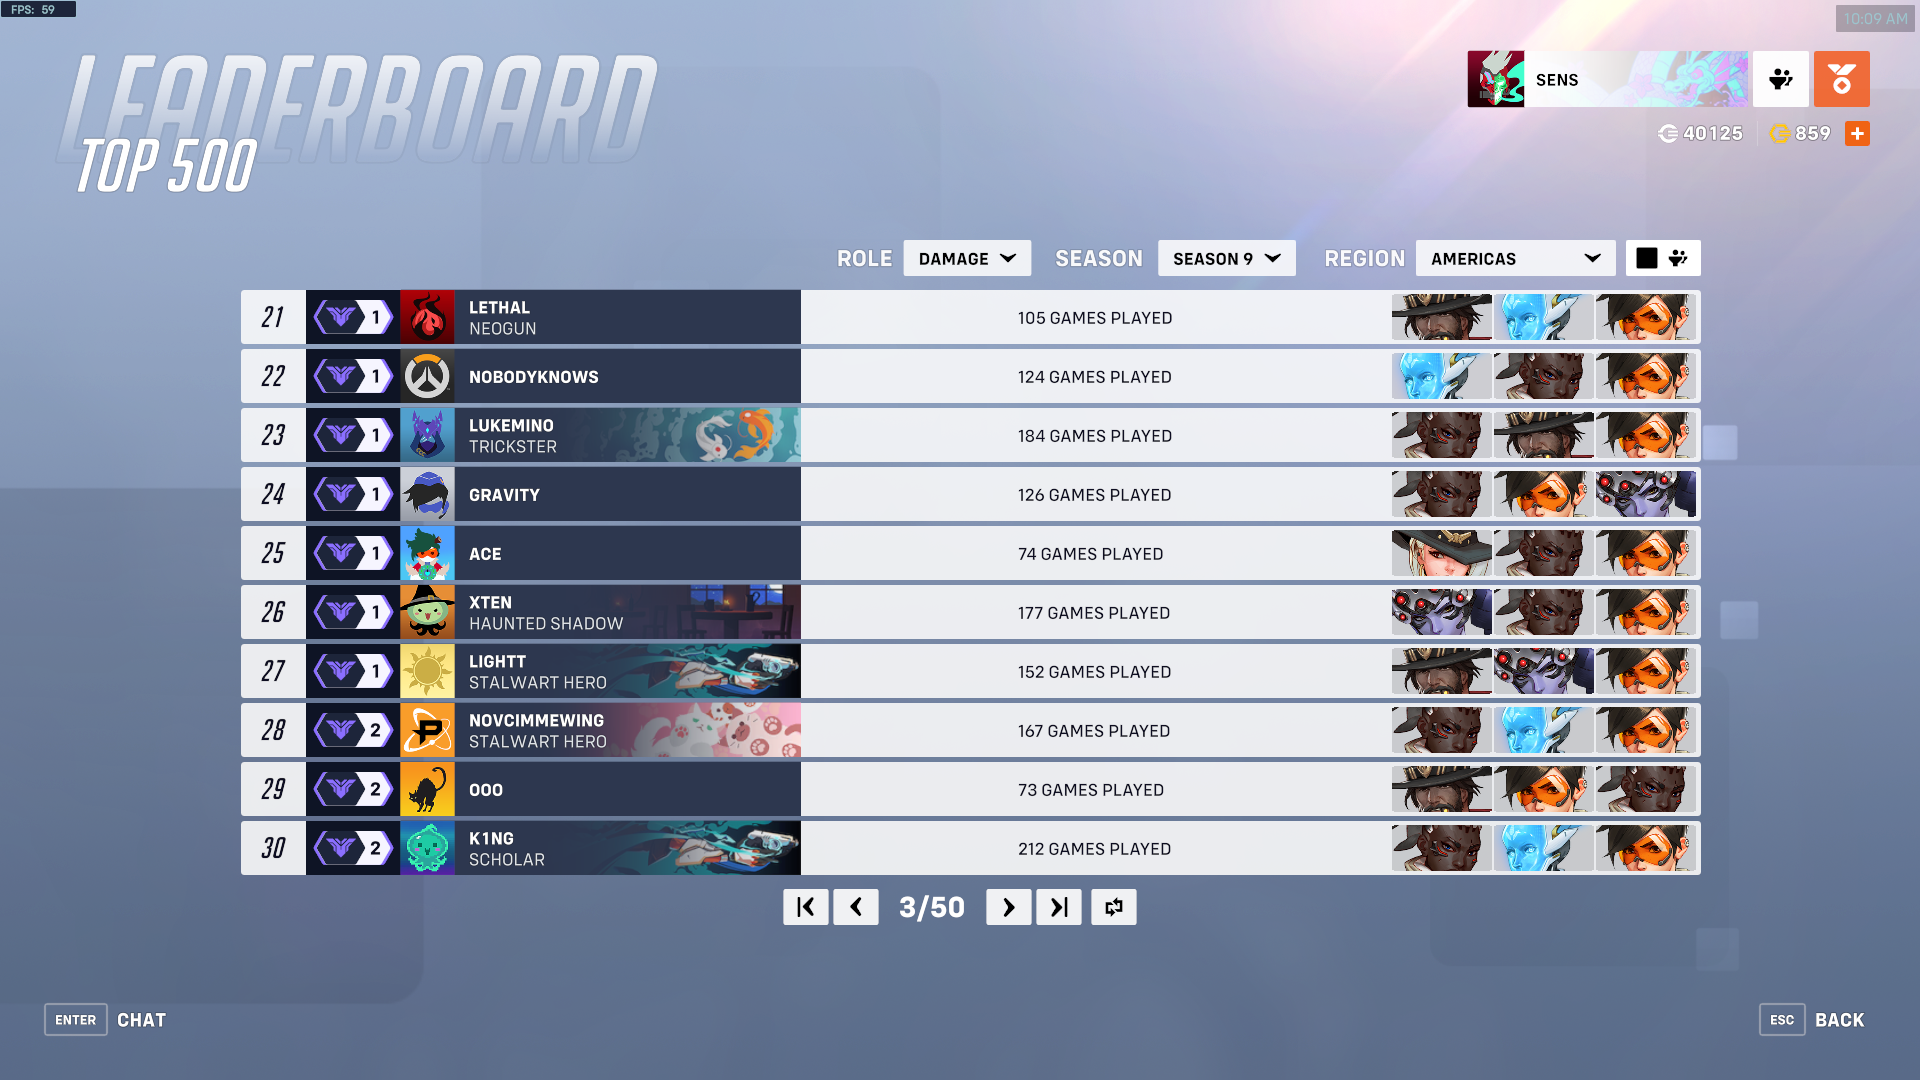 FPS: 59
10:09 AM
LEADERBOARD
TOP 500
SENS
40125
859
ROLE DAMAGE SEASON SEASON 9 REGION AMERICAS
21 1 LETHAL 105 GAMES PLAYED
NEOGUN
22 1 NOBODYKNOWS 124 GAMES PLAYED
23 1 LUKEMINO 184 GAMES PLAYED
TRICKSTER
24 1 GRAVITY 126 GAMES PLAYED
25 1 ACE 74 GAMES PLAYED
26 1 XTEN 177 GAMES PLAYED
HAUNTED SHADOW
27 1 LIGHTT 152 GAMES PLAYED
STALWART HERO
28 2 NOVCIMMEWING 167 GAMES PLAYED
STALWART HERO
29 2 OOO 73 GAMES PLAYED
30 2 K1NG 212 GAMES PLAYED
SCHOLAR
3/50
ENTER CHAT
ESC BACK